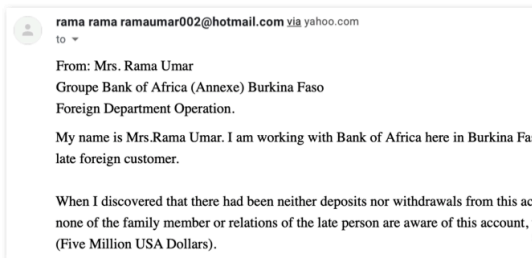 rama rama ramaumar002@hotmail.com via yahoo.com
to
From: Mrs. Rama Umar
Groupe Bank of Africa (Annexe) Burkina Faso
Foreign Department Operation.
My name is Mrs.Rama Umar. I am working with Bank of Africa here in Burkina
late foreign customer.
When I discovered that there had been neither deposits nor withdrawals from this
none of the family member or relations of the late person are aware of this account,
(Five Million USA Dollars).